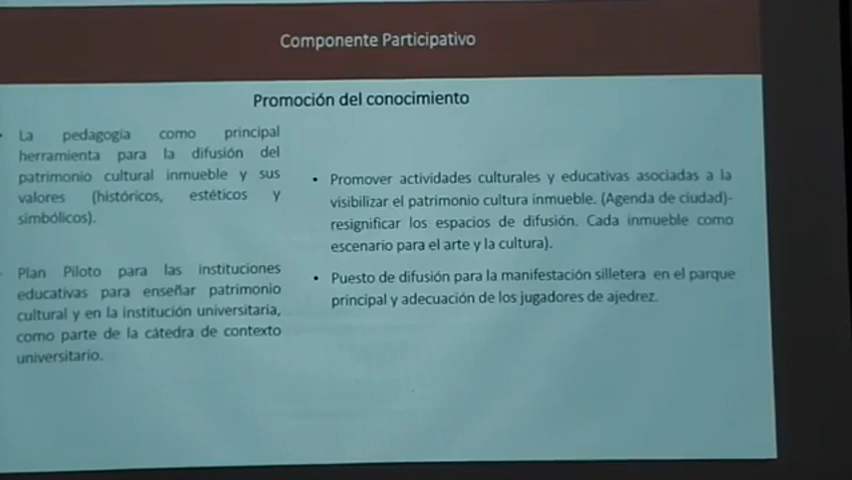 Componente Participativo
Promoción del conocimiento
La pedagogía como principal
herramienta para la difusión del
patrimonio cultural inmueble y sus
valores (históricos, estéticos y
simbólicos).
Plan Piloto para las instituciones
educativas para enseñar patrimonio
cultural y en la institución universitaria,
como parte de la cátedra de contexto
universitario.
• Promover actividades culturales y educativas asociadas a la
visibilizar el patrimonio cultura inmueble. (Agenda de ciudad)-
resignificar los espacios de difusión. Cada inmueble como
escenario para el arte y la cultura).
• Puesto de difusión para la manifestación silletera en el parque
principal y adecuación de los jugadores de ajedrez.